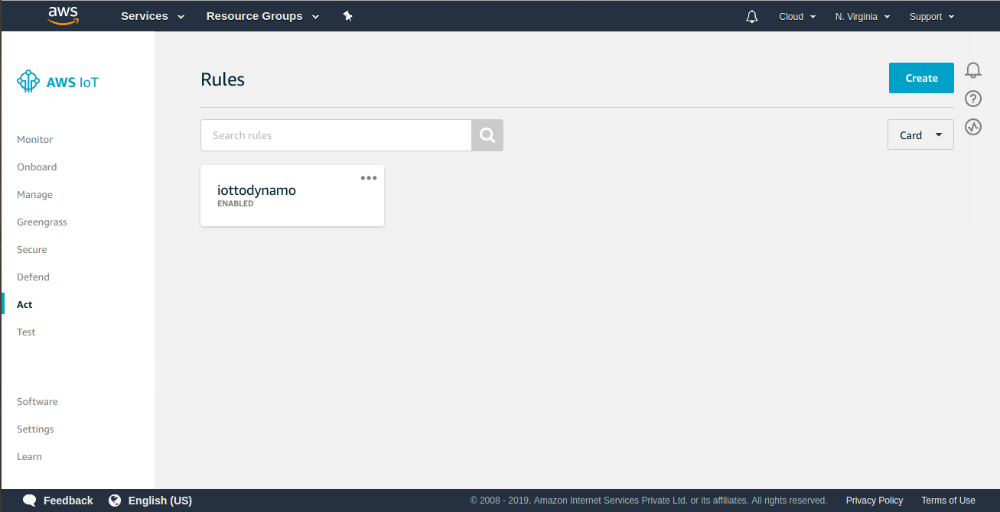 aws Services Resource Groups Cloud N. Virginia Support
AWS IoT
Rules
Create
Monitor
Onboard
Manage
Greengrass
Secure
Defend
Act
Test
Software
Settings
Learn
Search rules
Card
iottodynamo
ENABLED
Feedback English (US) © 2008 - 2019, Amazon Internet Services Private Ltd. or its affiliates. All rights reserved. Privacy Policy Terms of Use